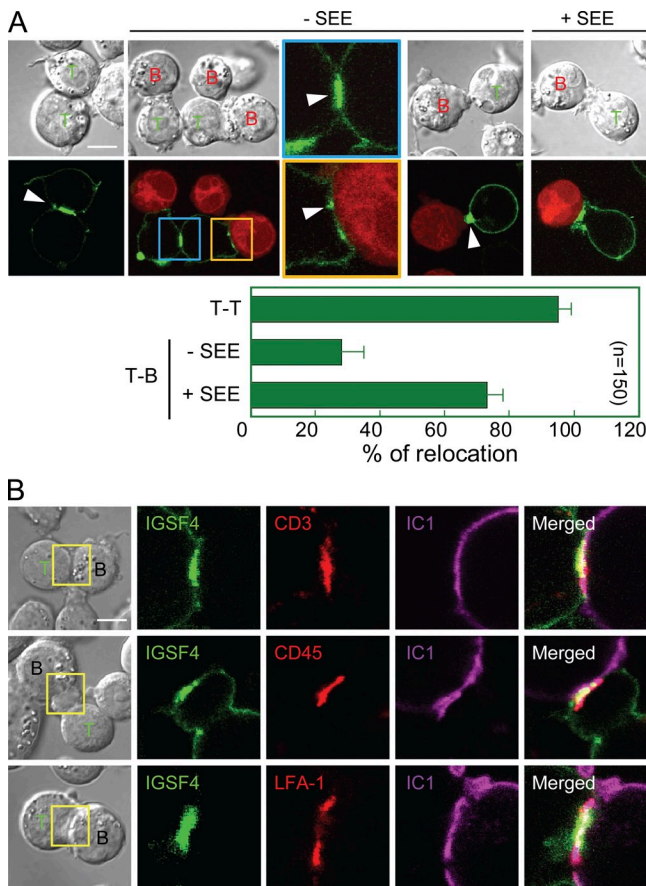 A
- SEE
+ SEE
T
T
B
B
T
T
B
B
T
B
T
T-T
- SEE
T-B
+ SEE
(n=150)
0 20 40 60 80 100 120
% of relocation
B
T
B
IGSF4
CD3
IC1
Merged
B
T
IGSF4
CD45
IC1
Merged
T
B
IGSF4
LFA-1
IC1
Merged